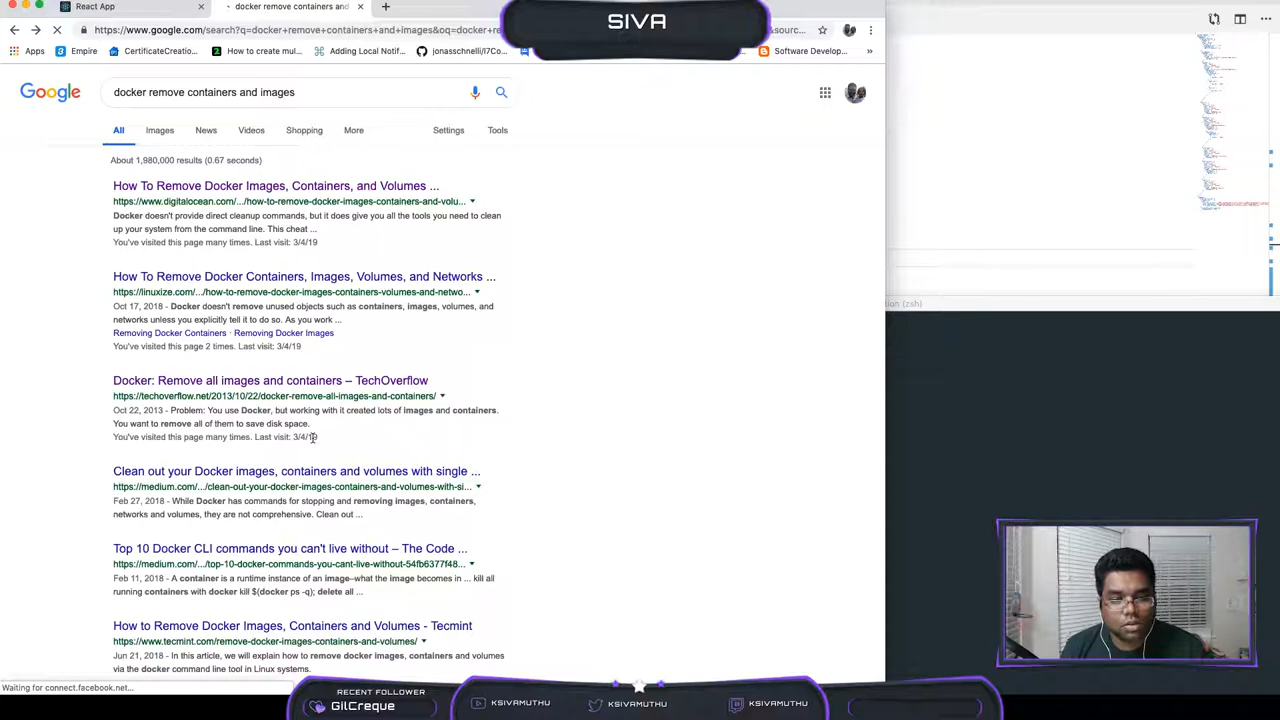 React App
docker remove containers and
SIVA
https://www.google.com/search?q=docker+remove+containers+and+images&oq=docker+re
&sourc...
Apps
Empire
CertificateCreatio...
How to create mul...
Adding Local Notif...
jonasschnelli/I7Co...
Software Develop...
»
Google
docker remove containers and images
All
Images
News
Videos
Shopping
More
Settings
Tools
About 1,980,000 results (0.67 seconds)
How To Remove Docker Images, Containers, and Volumes ...
https://www.digitalocean.com/.../how-to-remove-docker-images-containers-and-volu...
Docker doesn't provide direct cleanup commands, but it does give you all the tools you need to clean
up your system from the command line. This cheat ...
You've visited this page many times. Last visit: 3/4/19
How To Remove Docker Containers, Images, Volumes, and Networks ...
https://linuxize.com/.../how-to-remove-docker-images-containers-volumes-and-netwo...
Oct 17, 2018 - Docker doesn't remove unused objects such as containers, images, volumes, and
networks unless you explicitly tell it to do so. As you work ...
Removing Docker Containers · Removing Docker Images
You've visited this page 2 times. Last visit: 3/4/19
Docker: Remove all images and containers – TechOverflow
https://techoverflow.net/2013/10/22/docker-remove-all-images-and-containers/
Oct 22, 2013 - Problem: You use Docker, but working with it created lots of images and containers.
You want to remove all of them to save disk space.
You've visited this page many times. Last visit: 3/4/19
Clean out your Docker images, containers and volumes with single ...
https://medium.com/.../clean-out-your-docker-images-containers-and-volumes-with-si...
Feb 27, 2018 - While Docker has commands for stopping and removing images, containers,
networks and volumes, they are not comprehensive. Clean out ...
Top 10 Docker CLI commands you can't live without – The Code ...
https://medium.com/.../top-10-docker-commands-you-cant-live-without-54fb6377f48...
Feb 11, 2018 - A container is a runtime instance of an image–what the image becomes in ... kill all
running containers with docker kill $(docker ps -q); delete all ...
How to Remove Docker Images, Containers and Volumes - Tecmint
https://www.tecmint.com/remove-docker-images-containers-and-volumes/
Jun 21, 2018 - In this article, we will explain how to remove docker images, containers and volumes
via the docker command line tool in Linux systems.
Waiting for connect.facebook.net...
tion (zsh)
RECENT FOLLOWER
GilCreque
KSIVAMUTHU
KSIVAMUTHU
KSIVAMUTHU